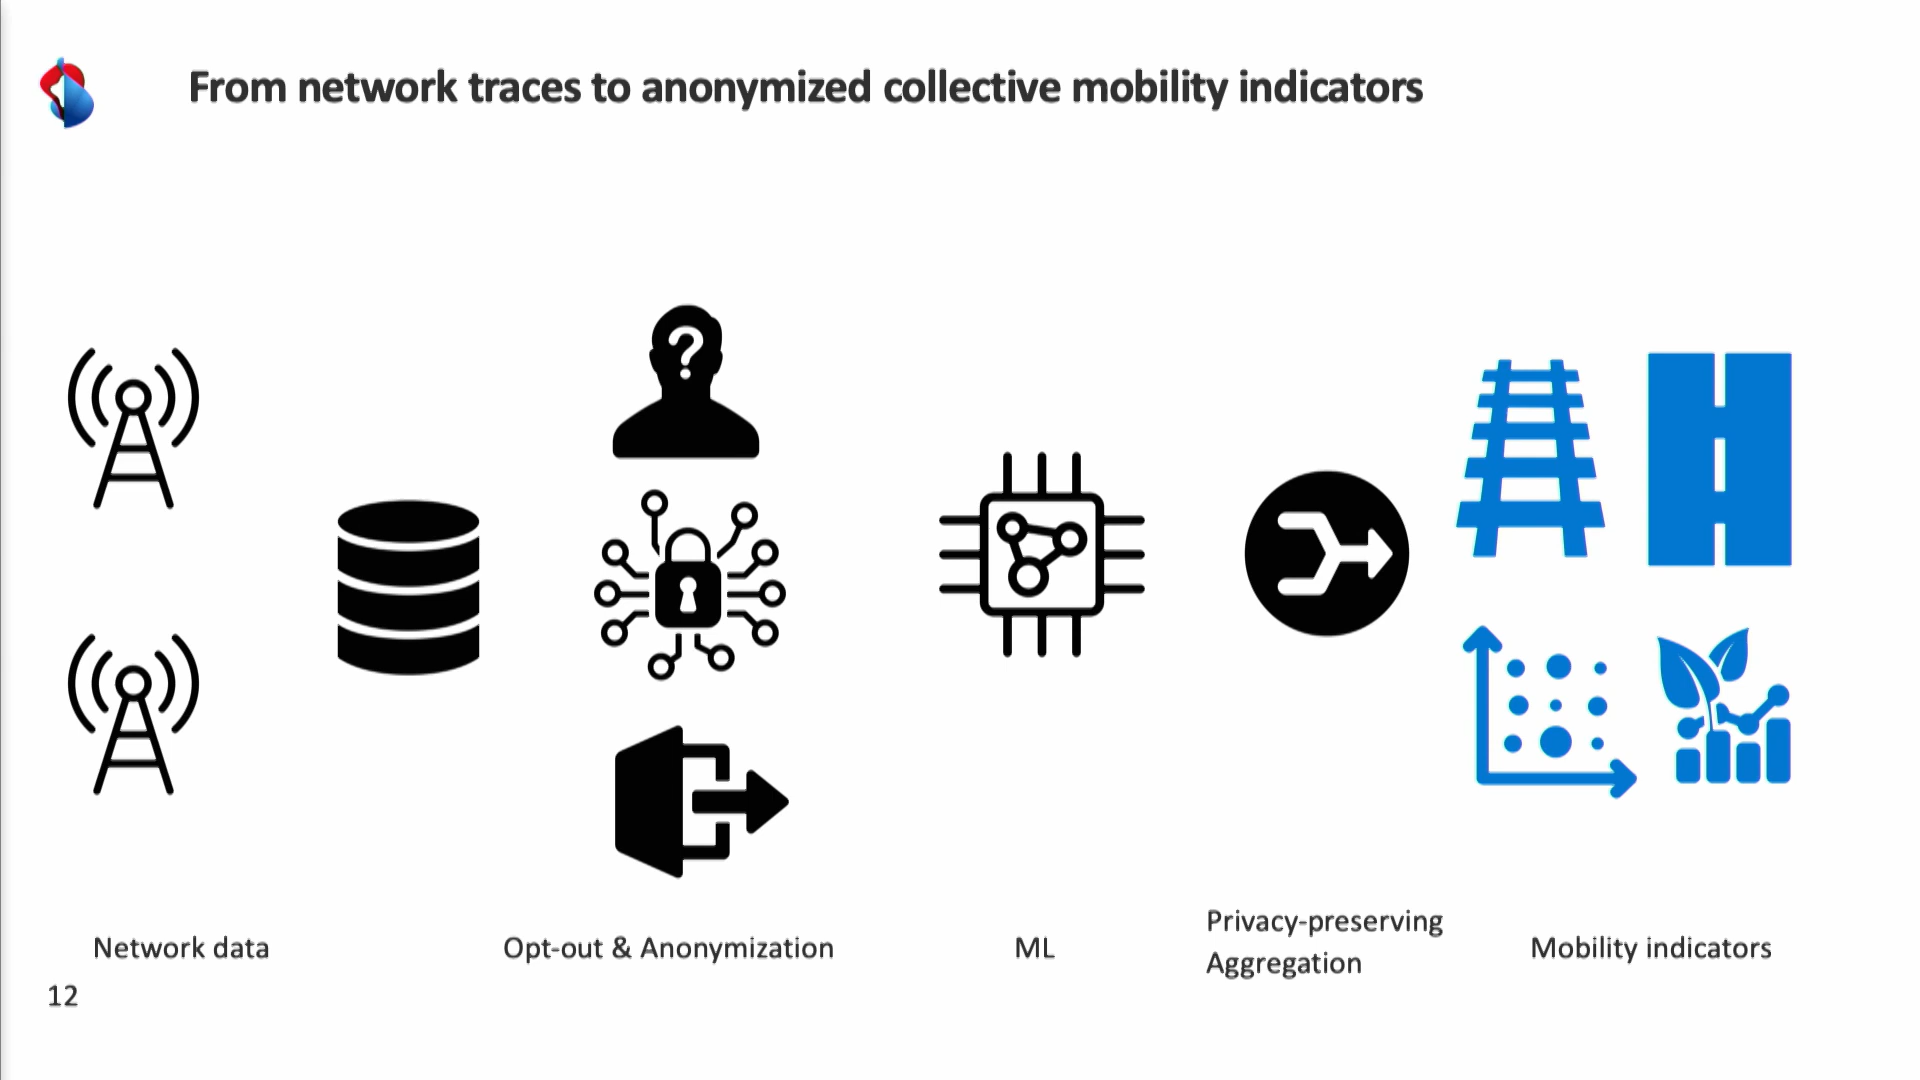 From network traces to anonymized collective mobility indicators
?
Network data
Opt-out & Anonymization
ML
Privacy-preserving
Aggregation
Mobility indicators
12